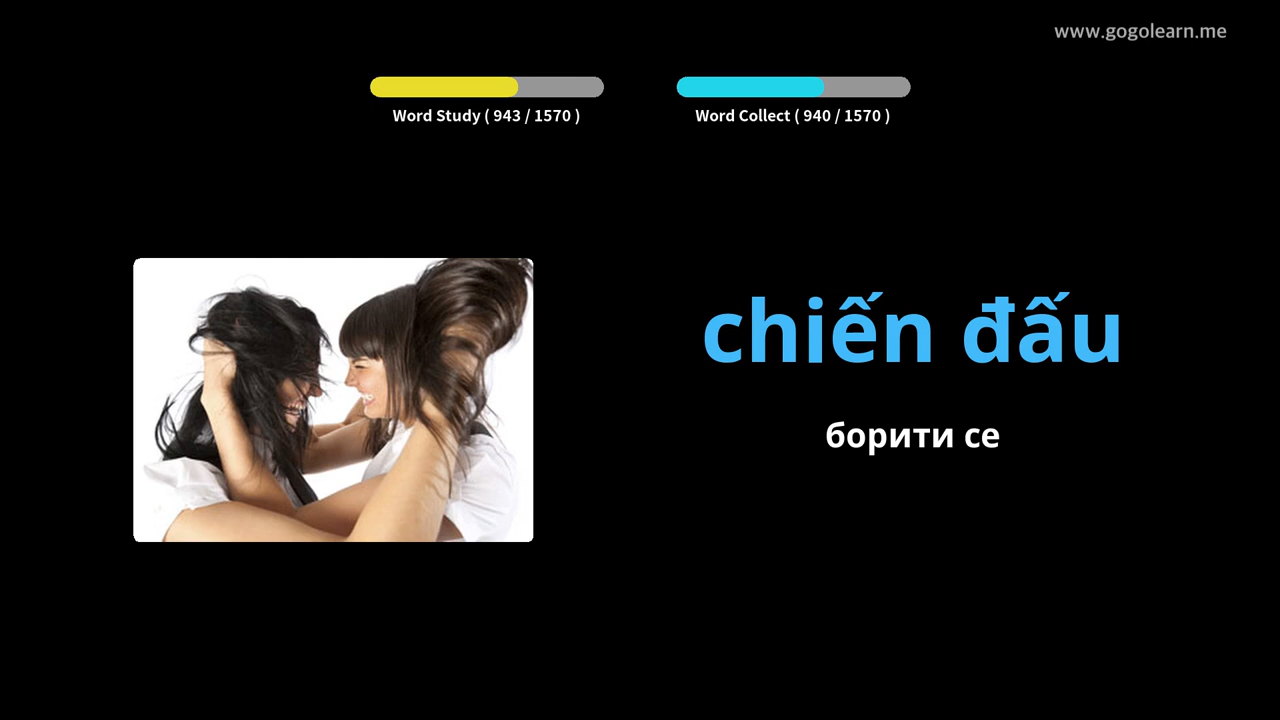 www.gogolearn.me
Word Study ( 943 / 1570 )
Word Collect ( 940 / 1570 )
chiến đấu
борити се